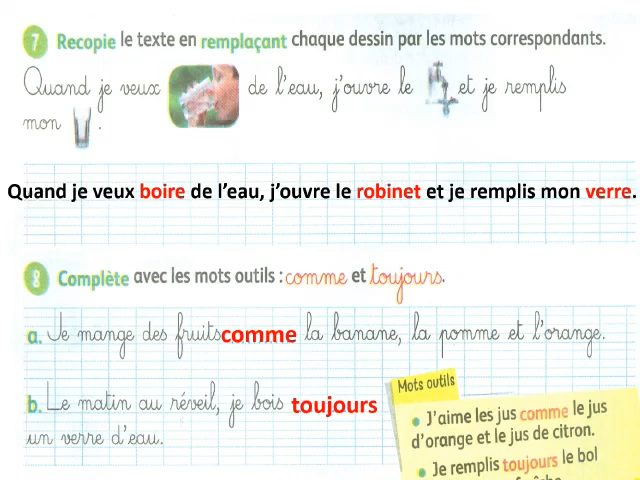 7 Recopie le texte en remplaçant chaque dessin par les mots correspondants.
Quand je veux de l'eau, j'ouvre le et je remplis
mon .
Quand je veux boire de l'eau, j'ouvre le robinet et je remplis mon verre.
8 Complète avec les mots outils : comme et toujours.
a. Je mange des fruits comme la banane, la pomme et l'orange.
b. Le matin au réveil, je bois toujours
un verre d'eau.
Mots outils
• J'aime les jus comme le jus
d'orange et le jus de citron.
• Je remplis toujours le bol